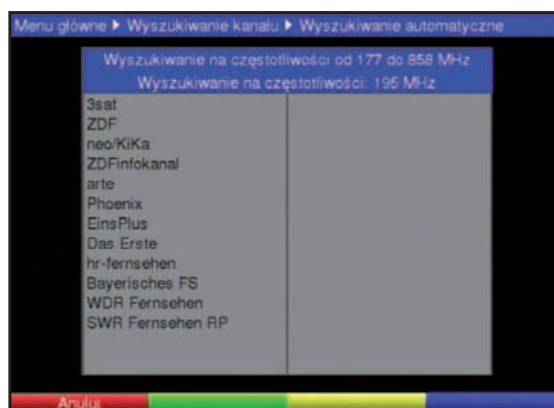 Menu główne ▶ Wyszukiwanie kanału ▶ Wyszukiwanie automatyczne
Wyszukiwanie na częstotliwości od 177 do 858 MHz
Wyszukiwanie na częstotliwości: 195 MHz
3sat
ZDF
neo/KiKa
ZDFinfokanal
arte
Phoenix
EinsPlus
Das Erste
hr-fernsehen
Bayerisches FS
WDR Fernsehen
SWR Fernsehen RP
Anuluj